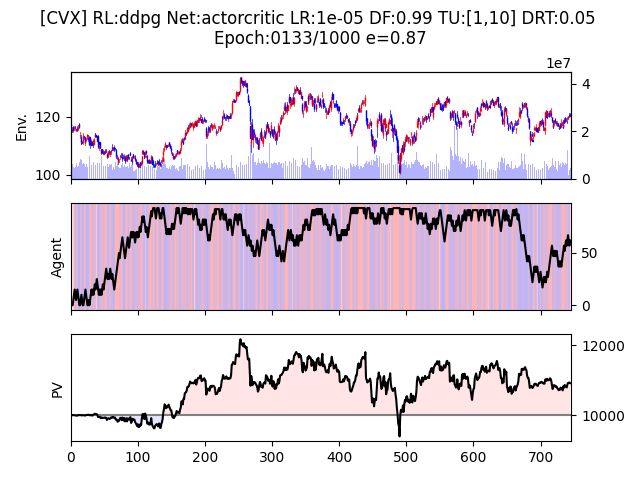 [CVX] RL:ddpg Net:actorcritic LR:1e-05 DF:0.99 TU:[1,10] DRT:0.05
Epoch:0133/1000 e=0.87
1e7
Env.
120
100
4
2
0
Agent
50
0
PV
12000
10000
0 100 200 300 400 500 600 700